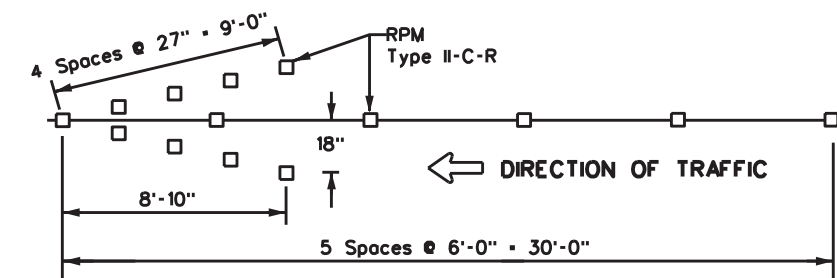 4 Spaces @ 27" = 9'-0"
RPM
Type II-C-R
18"
DIRECTION OF TRAFFIC
8'-10"
5 Spaces @ 6'-0" = 30'-0"